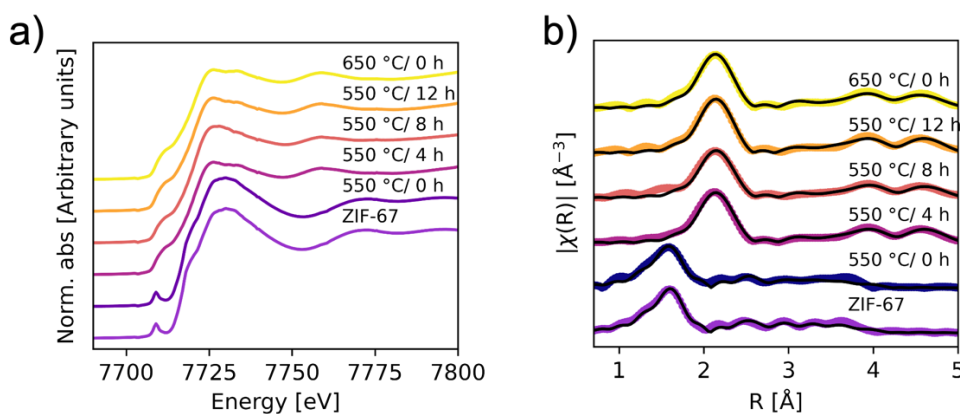 a)
Norm. abs [Arbitrary units]
650 °C/ 0 h
550 °C/ 12 h
550 °C/ 8 h
550 °C/ 4 h
550 °C/ 0 h
ZIF-67
7700 7725 7750 7775 7800
Energy [eV]
b)
|χ(R)| [Å⁻³]
650 °C/ 0 h
550 °C/ 12 h
550 °C/ 8 h
550 °C/ 4 h
550 °C/ 0 h
ZIF-67
1 2 3 4 5
R [Å]